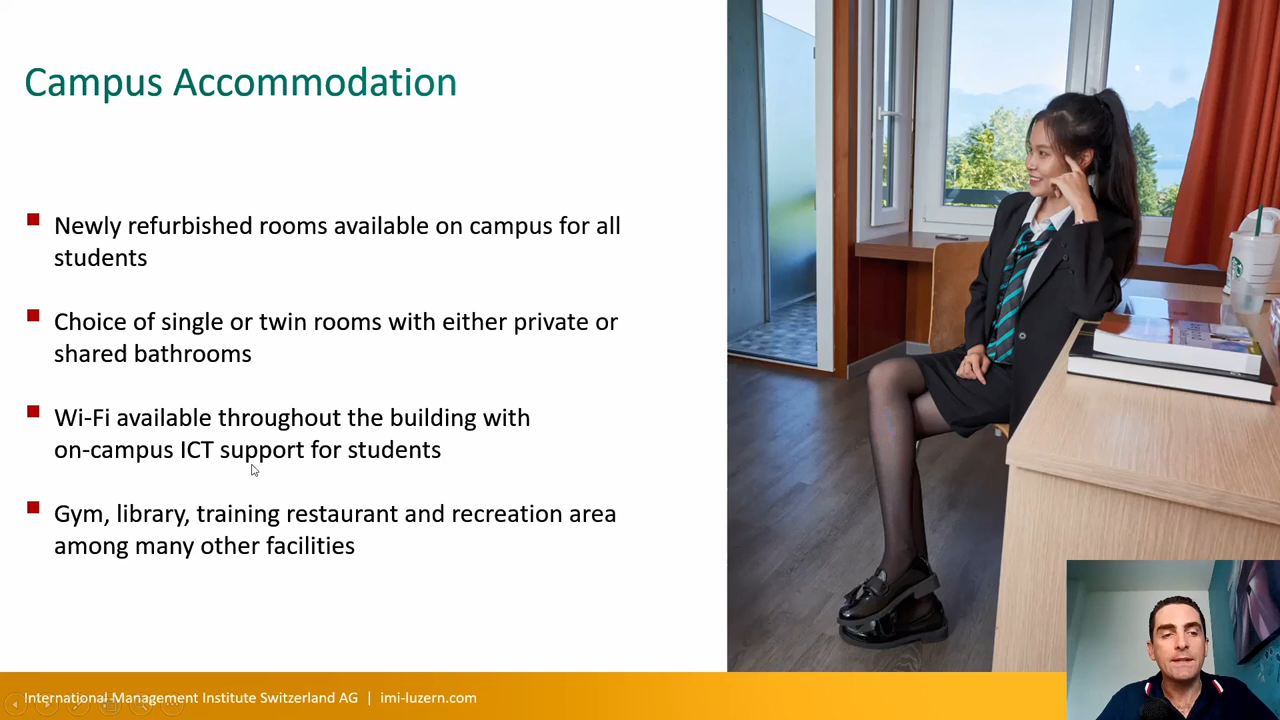 Campus Accommodation
Newly refurbished rooms available on campus for all
students
Choice of single or twin rooms with either private or
shared bathrooms
Wi-Fi available throughout the building with
on-campus ICT support for students
Gym, library, training restaurant and recreation area
among many other facilities
International Management Institute Switzerland AG | imi-luzern.com